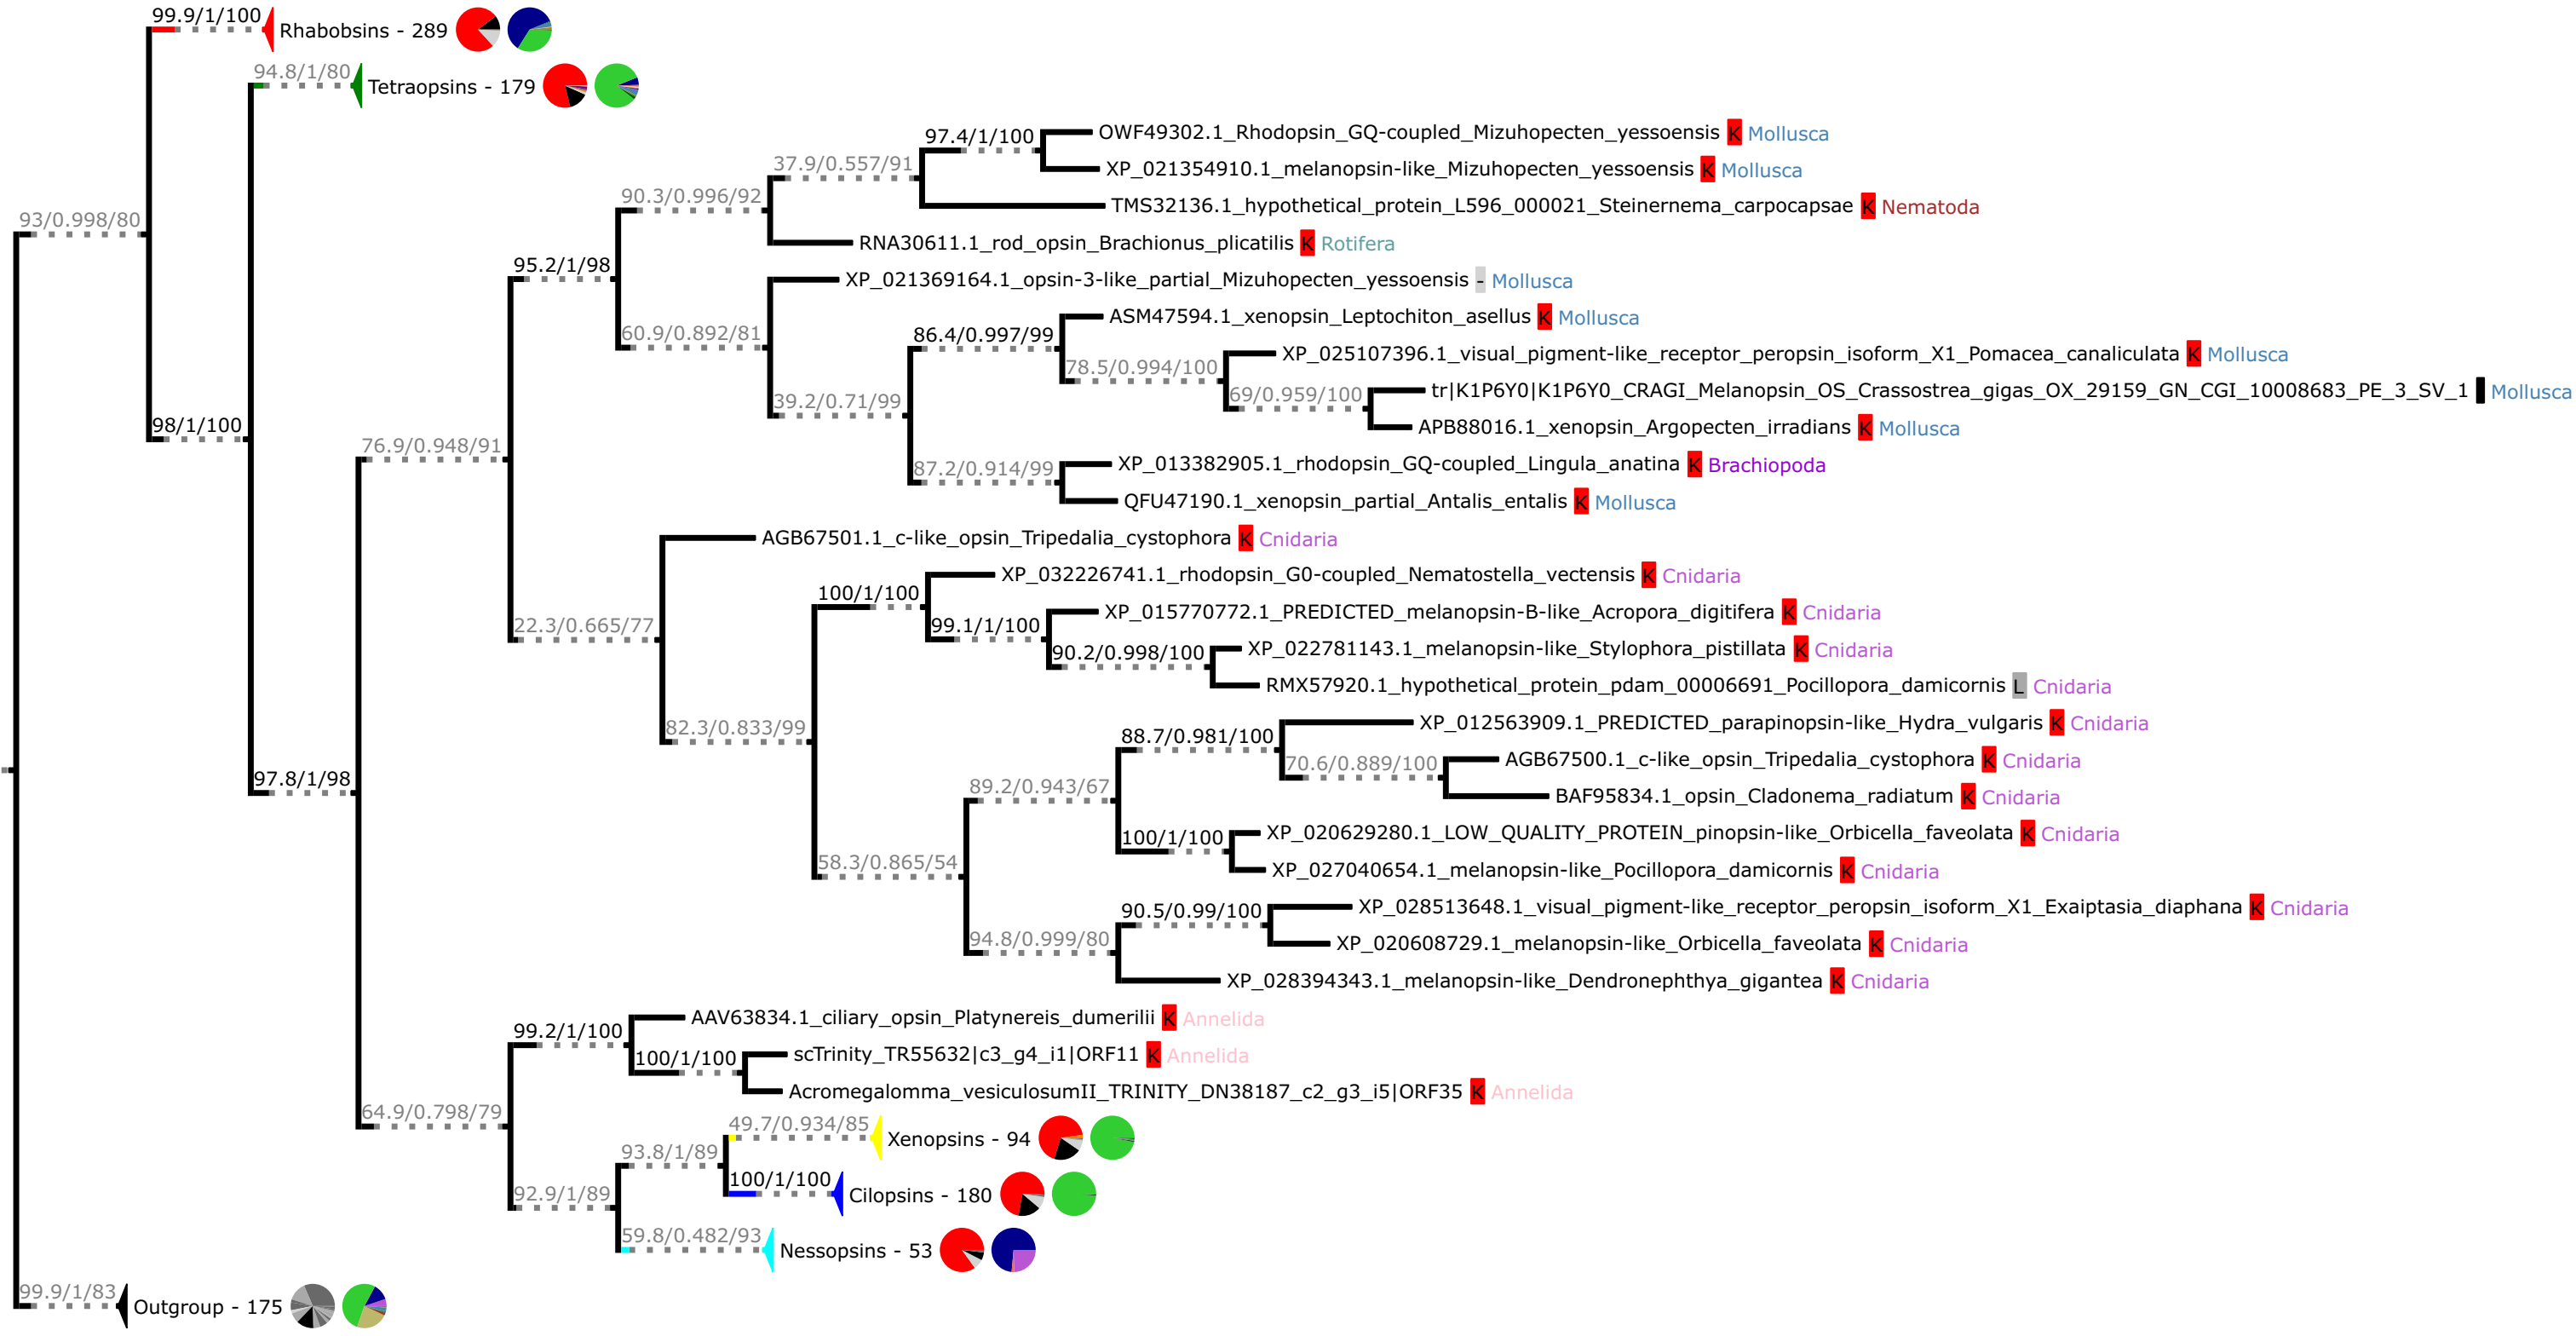 99.9/1/100
Rhabobsins - 289
94.8/1/80
Tetraopsins - 179
97.4/1/100
OWF49302.1_Rhodopsin_GQ-coupled_Mizuhopecten_yessoensis K Mollusca
37.9/0.557/91
XP_021354910.1_melanopsin-like_Mizuhopecten_yessoensis K Mollusca
90.3/0.996/92
TMS32136.1_hypothetical_protein_L596_000021_Steinernema_carpocapsae K Nematoda
93/0.998/80
RNA30611.1_rod_opsin_Brachionus_plicatilis K Rotifera
95.2/1/98
XP_021369164.1_opsin-3-like_partial_Mizuhopecten_yessoensis - Mollusca
ASM47594.1_xenopsin_Leptochiton_asellus K Mollusca
60.9/0.892/81
86.4/0.997/99
XP_025107396.1_visual_pigment-like_receptor_peropsin_isoform_X1_Pomacea_canaliculata K Mollusca
78.5/0.994/100
tr|K1P6Y0|K1P6Y0_CRAGI_Melanopsin_OS_Crassostrea_gigas_OX_29159_GN_CGI_10008683_PE_3_SV_1 Mollusca
69/0.959/100
39.2/0.71/99
98/1/100
APB88016.1_xenopsin_Argopecten_irradians K Mollusca
76.9/0.948/91
XP_013382905.1_rhodopsin_GQ-coupled_Lingula_anatina K Brachiopoda
87.2/0.914/99
QFU47190.1_xenopsin_partial_Antalis_entalis K Mollusca
AGB67501.1_c-like_opsin_Tripedalia_cystophora K Cnidaria
XP_032226741.1_rhodopsin_G0-coupled_Nematostella_vectensis K Cnidaria
100/1/100
XP_015770772.1_PREDICTED_melanopsin-B-like_Acropora_digitifera K Cnidaria
22.3/0.665/77
99.1/1/100
XP_022781143.1_melanopsin-like_Stylophora_pistillata K Cnidaria
90.2/0.998/100
RMX57920.1_hypothetical_protein_pdam_00006691_Pocillopora_damicornis L Cnidaria
82.3/0.833/99
XP_012563909.1_PREDICTED_parapinopsin-like_Hydra_vulgaris K Cnidaria
88.7/0.981/100
AGB67500.1_c-like_opsin_Tripedalia_cystophora K Cnidaria
70.6/0.889/100
97.8/1/98
89.2/0.943/67
BAF95834.1_opsin_Cladonema_radiatum K Cnidaria
XP_020629280.1_LOW_QUALITY_PROTEIN_pinopsin-like_Orbicella_faveolata K Cnidaria
100/1/100
58.3/0.865/54
XP_027040654.1_melanopsin-like_Pocillopora_damicornis K Cnidaria
XP_028513648.1_visual_pigment-like_receptor_peropsin_isoform_X1_Exaiptasia_diaphana K Cnidaria
90.5/0.99/100
94.8/0.999/80
XP_020608729.1_melanopsin-like_Orbicella_faveolata K Cnidaria
XP_028394343.1_melanopsin-like_Dendronephthya_gigantea K Cnidaria
AAV63834.1_ciliary_opsin_Platynereis_dumerilii K Annelida
99.2/1/100
scTrinity_TR55632|c3_g4_i1|ORF11 K Annelida
100/1/100
Acromegalomma_vesiculosumII_TRINITY_DN38187_c2_g3_i5|ORF35 K Annelida
64.9/0.798/79
49.7/0.934/85
Xenopsins - 94
93.8/1/89
100/1/100
Cilopsins - 180
92.9/1/89
59.8/0.482/93
Nessopsins - 53
99.9/1/83
Outgroup - 175